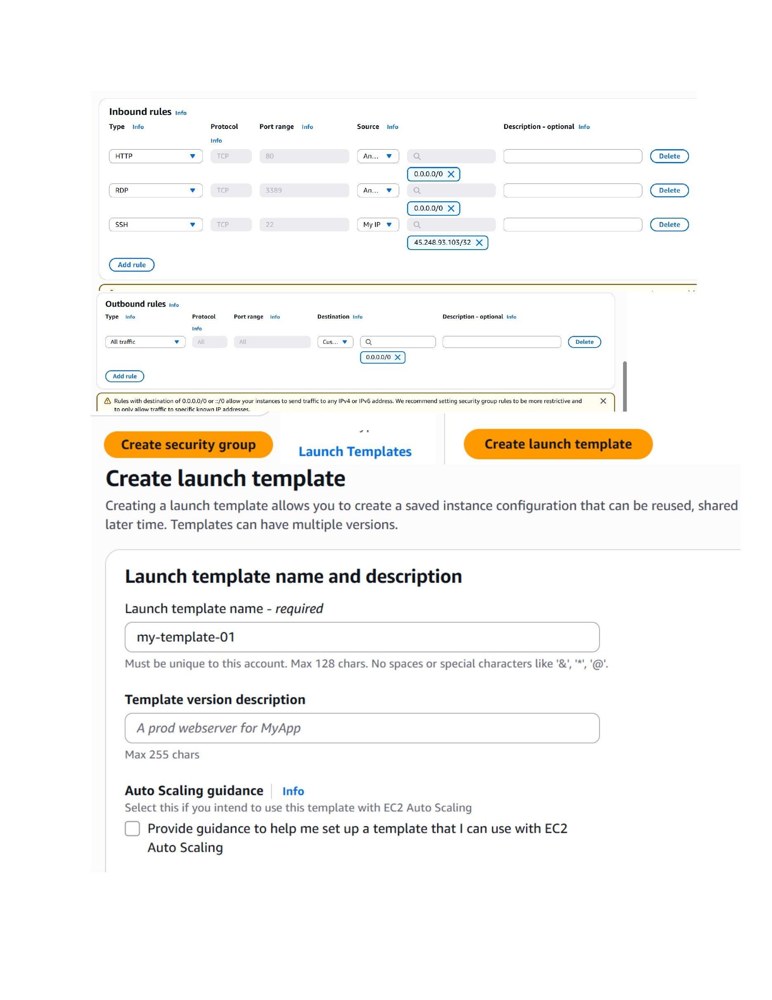 Inbound rules Info
Type Info Protocol Port range Info Source Info Description - optional Info
Info
HTTP TCP 80 An... Delete
0.0.0.0/0
RDP TCP 3389 An... Delete
0.0.0.0/0
SSH TCP 22 My IP Delete
45.248.93.103/32
Add rule
Outbound rules Info
Type Info Protocol Port range Info Destination Info Description - optional Info
Info
All traffic All All Cus... Delete
0.0.0.0/0
Add rule
Rules with destination of 0.0.0.0/0 or ::/0 allow your instances to send traffic to any IPv4 or IPv6 address. We recommend setting security group rules to be more restrictive and
to only allow traffic to specific known IP addresses.
Create security group Launch Templates Create launch template
Create launch template
Creating a launch template allows you to create a saved instance configuration that can be reused, shared
later time. Templates can have multiple versions.
Launch template name and description
Launch template name - required
my-template-01
Must be unique to this account. Max 128 chars. No spaces or special characters like '&', '*', '@'.
Template version description
A prod webserver for MyApp
Max 255 chars
Auto Scaling guidance Info
Select this if you intend to use this template with EC2 Auto Scaling
Provide guidance to help me set up a template that I can use with EC2
Auto Scaling